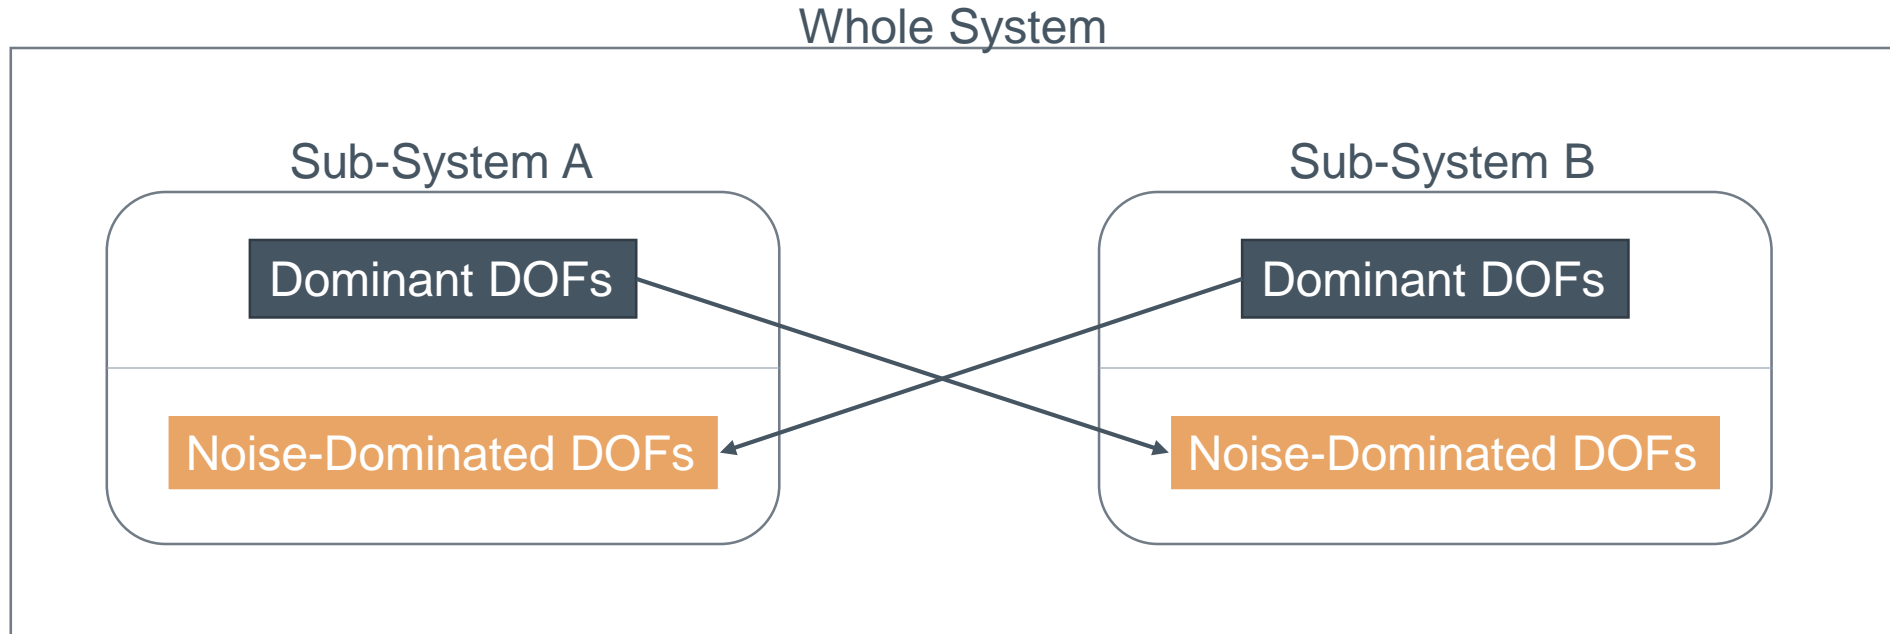 Whole System
Sub-System A
Sub-System B
Dominant DOFs
Dominant DOFs
Noise-Dominated DOFs
Noise-Dominated DOFs